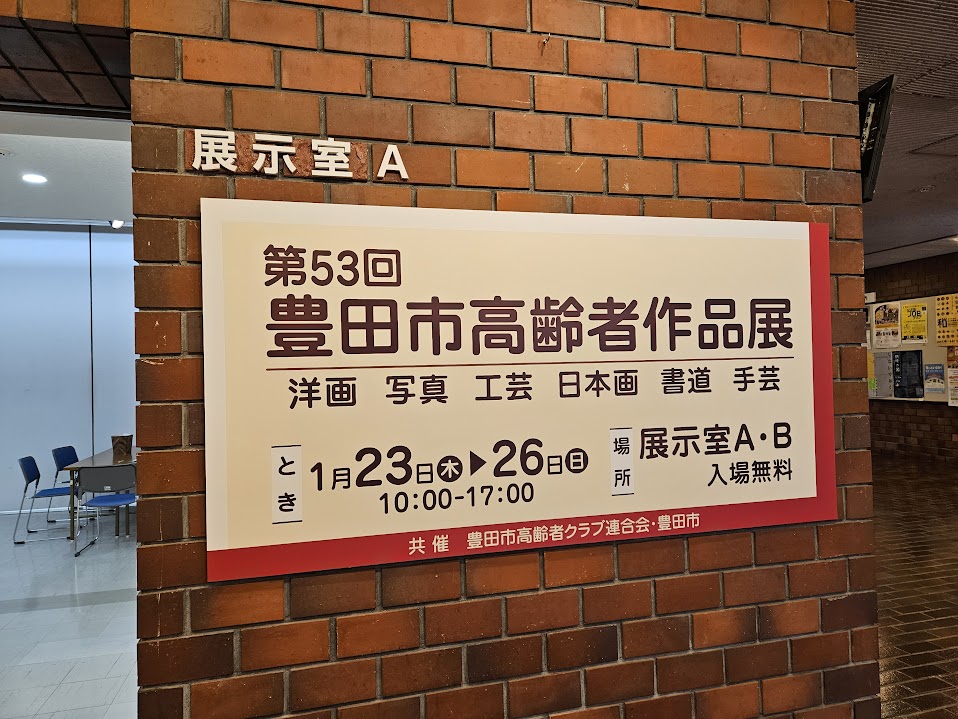 展示室 A
第53回
豊田市高齢者作品展
洋画 写真 工芸 日本画 書道 手芸
とき 1月23日木▶26日日
10:00-17:00
場所 展示室A・B
入場無料
共催 豊田市高齢者クラブ連合会・豊田市
JOB
和